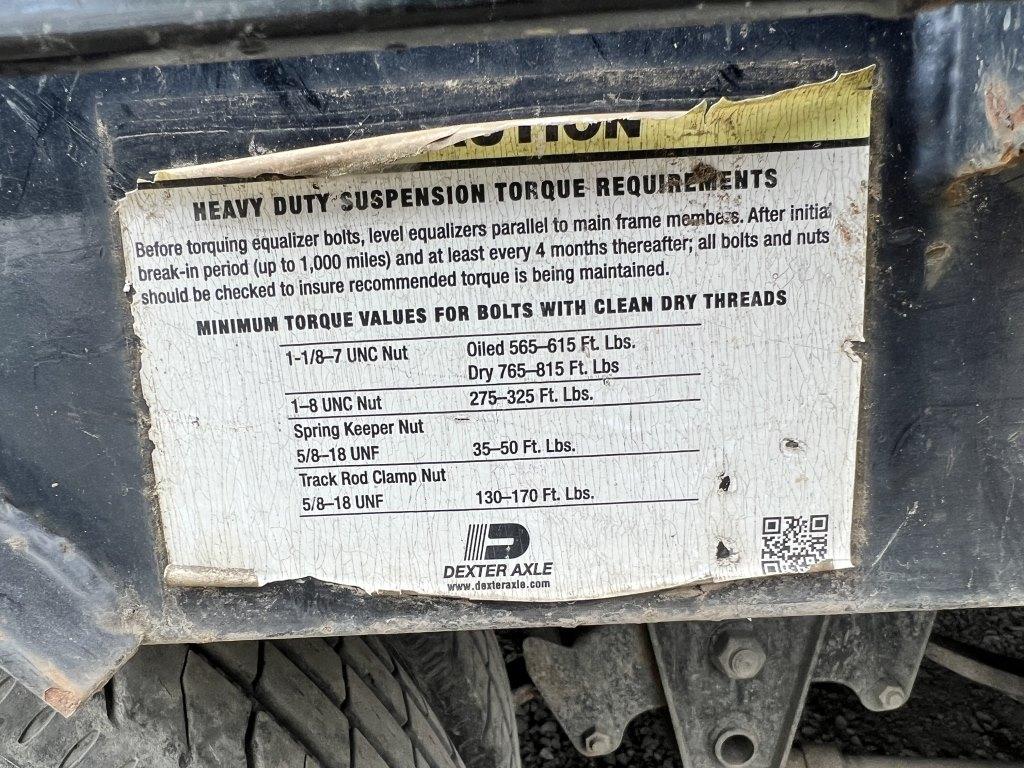 CAUTION
HEAVY DUTY SUSPENSION TORQUE REQUIREMENTS
Before torquing equalizer bolts, level equalizers parallel to main frame members. After initial
break-in period (up to 1,000 miles) and at least every 4 months thereafter; all bolts and nuts
should be checked to insure recommended torque is being maintained.
MINIMUM TORQUE VALUES FOR BOLTS WITH CLEAN DRY THREADS
1-1/8–7 UNC Nut Oiled 565–615 Ft. Lbs.
Dry 765–815 Ft. Lbs
1–8 UNC Nut 275–325 Ft. Lbs.
Spring Keeper Nut
5/8–18 UNF 35–50 Ft. Lbs.
Track Rod Clamp Nut
5/8–18 UNF 130–170 Ft. Lbs.
DEXTER AXLE
www.dexteraxle.com